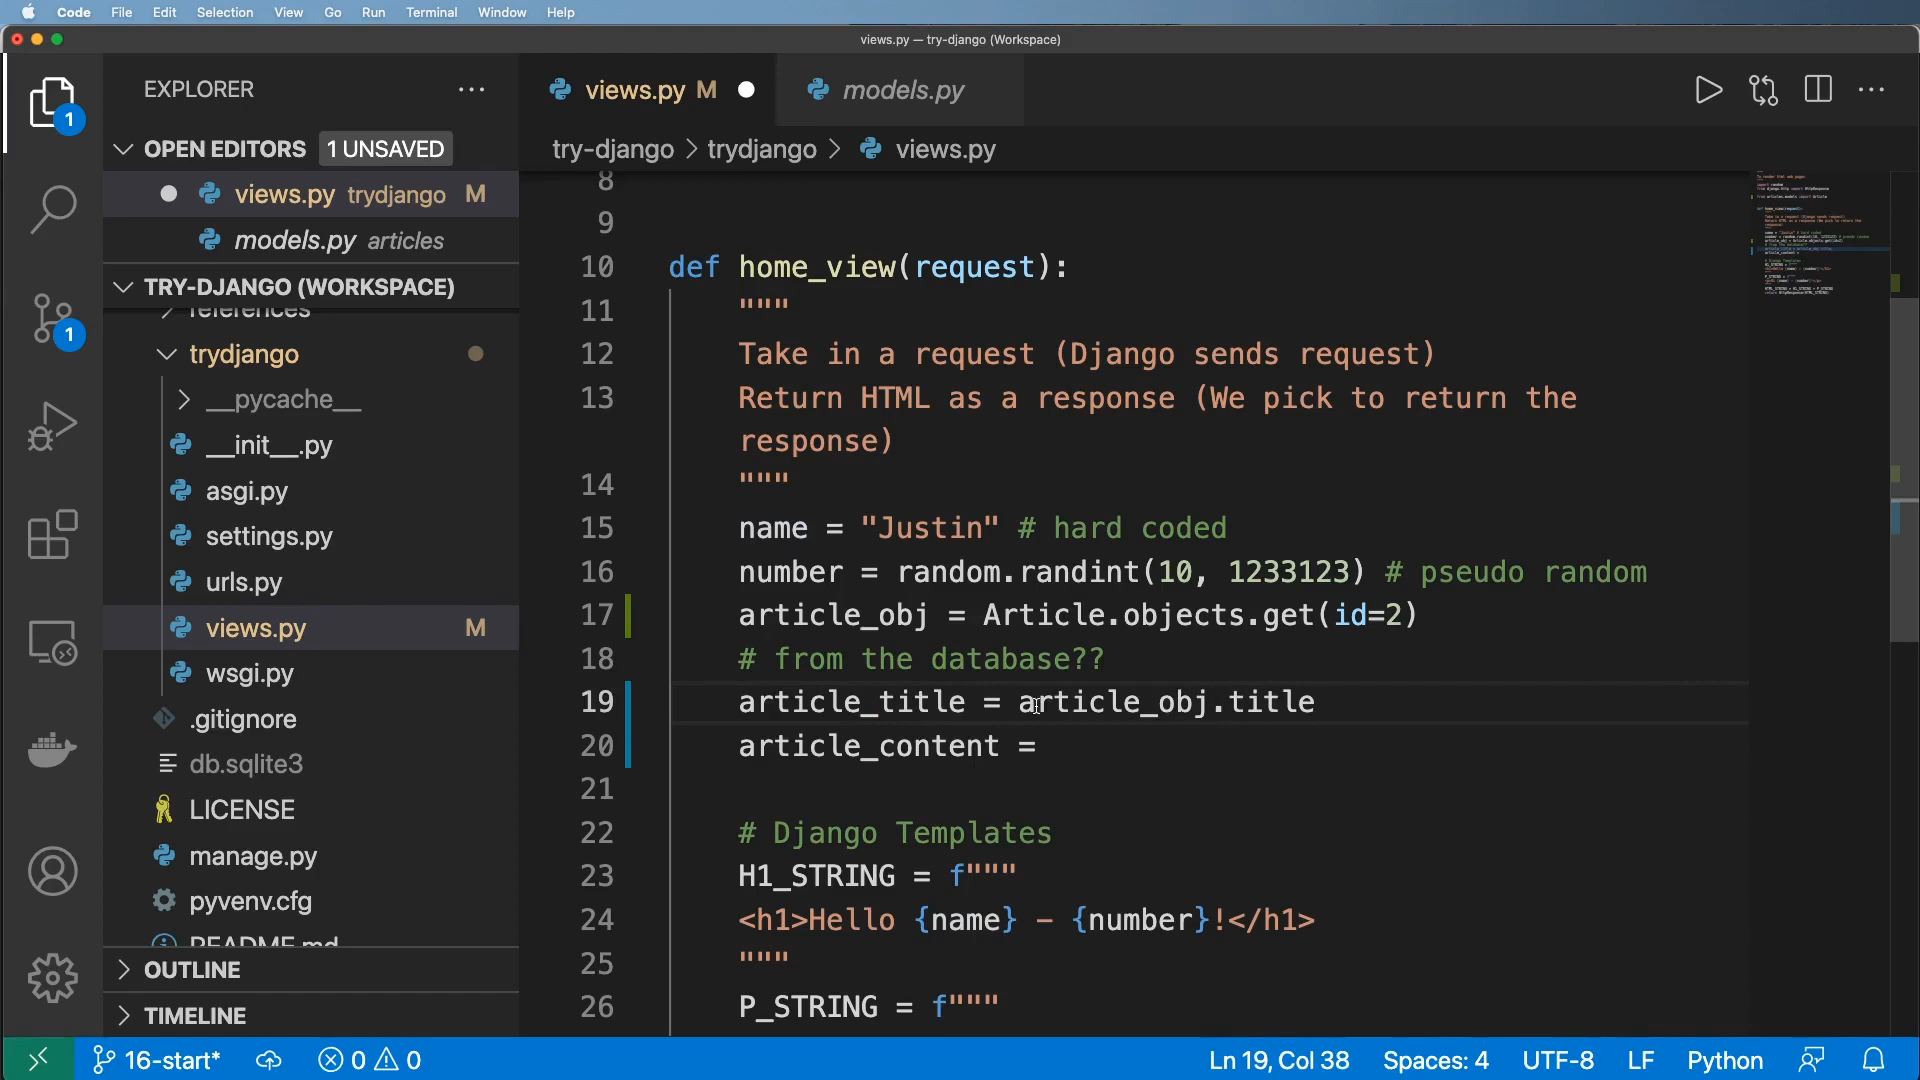 Code File Edit Selection View Go Run Terminal Window Help
views.py — try-django (Workspace)
EXPLORER
OPEN EDITORS 1 UNSAVED
views.py trydjango M
models.py articles
TRY-DJANGO (WORKSPACE)
references
trydjango
__pycache__
__init__.py
asgi.py
settings.py
urls.py
views.py M
wsgi.py
.gitignore
db.sqlite3
LICENSE
manage.py
pyvenv.cfg
README.md
OUTLINE
TIMELINE
1
1
views.py M
models.py
try-django > trydjango > views.py
8
9
10 def home_view(request):
11 """
12 Take in a request (Django sends request)
13 Return HTML as a response (We pick to return the
response)
14 """
15 name = "Justin" # hard coded
16 number = random.randint(10, 1233123) # pseudo random
17 article_obj = Article.objects.get(id=2)
18 # from the database??
19 article_title = article_obj.title
20 article_content =
21
22 # Django Templates
23 H1_STRING = f"""
24 <h1>Hello {name} - {number}!</h1>
25 """
26 P_STRING = f"""
16-start* 0 0 Ln 19, Col 38 Spaces: 4 UTF-8 LF Python